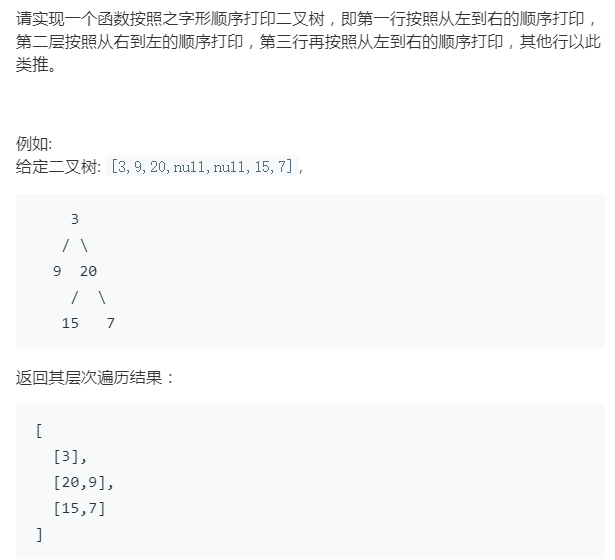 请实现一个函数按照之字形顺序打印二叉树，即第一行按照从左到右的顺序打印，
第二层按照从右到左的顺序打印，第三行再按照从左到右的顺序打印，其他行以此
类推。
例如:
给定二叉树: [3,9,20,null,null,15,7],
3
/ \
9 20
/ \
15 7
返回其层次遍历结果：
[
[3],
[20,9],
[15,7]
]